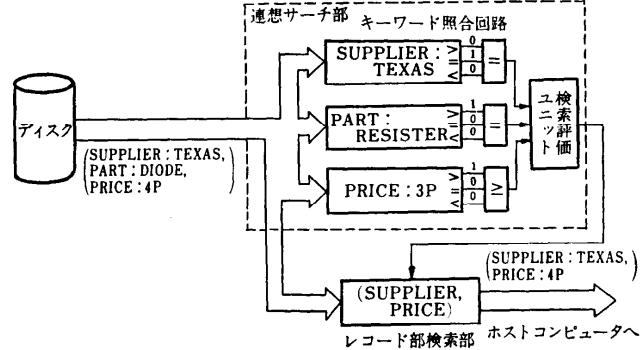 連想サーチ部
キーワード照合回路
SUPPLIER:
TEXAS
>
=
<
0
1
0
=
ディスク
PART:
RESISTER
>
=
<
1
0
0
=
検索評価
ユニット
(SUPPLIER:TEXAS,
PART:DIODE,
PRICE:4P)
PRICE:3P
>
=
<
1
0
0
≥
(SUPPLIER:TEXAS,
PRICE:4P)
(SUPPLIER,
PRICE)
レコード部検索部
ホストコンピュータへ